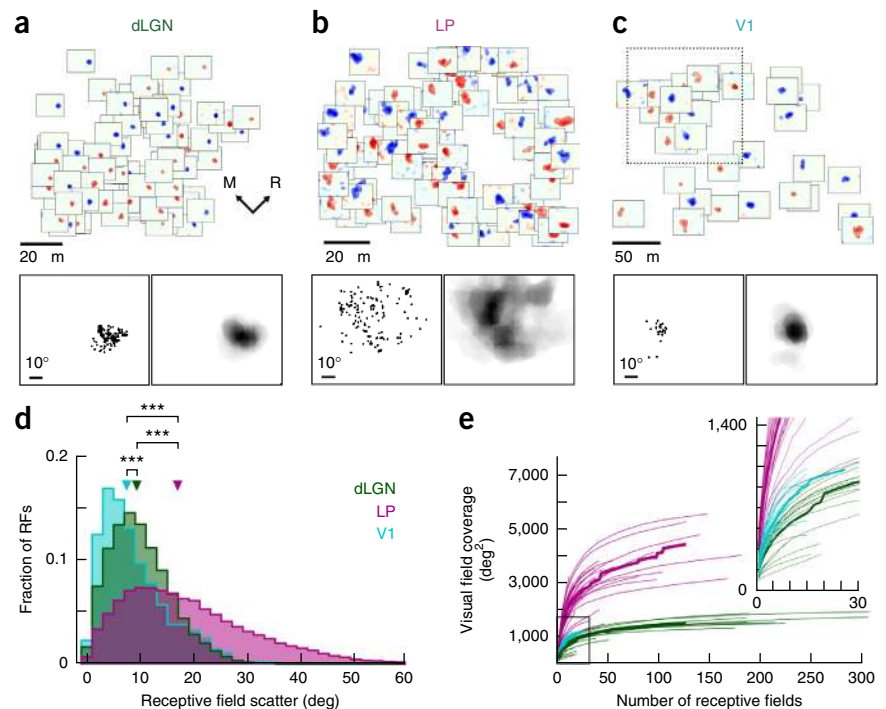 a
b
c
dLGN
LP
V1
M R
20 m
20 m
50 m
10°
10°
10°
d
e
***
***
***
0.2
0.1
0
Fraction of RFs
dLGN
LP
V1
0 10 20 30 40 50 60
Receptive field scatter (deg)
Visual field coverage
(deg²)
7,000
5,000
3,000
1,000
0 50 100 150 200 250 300
Number of receptive fields
1,400
0
0 30